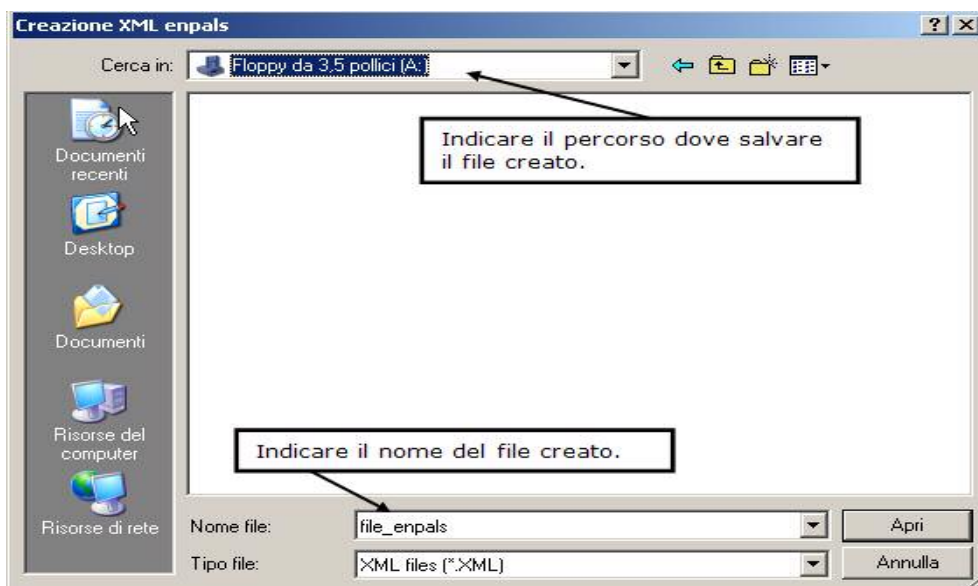 Creazione XML enpals
Cerca in:
Floppy da 3,5 pollici (A:)
Indicare il percorso dove salvare
il file creato.
Documenti
recenti
Desktop
Documenti
Risorse del
computer
Risorse di rete
Indicare il nome del file creato.
Nome file:
file_enpals
Apri
Tipo file:
XML files (*.XML)
Annulla